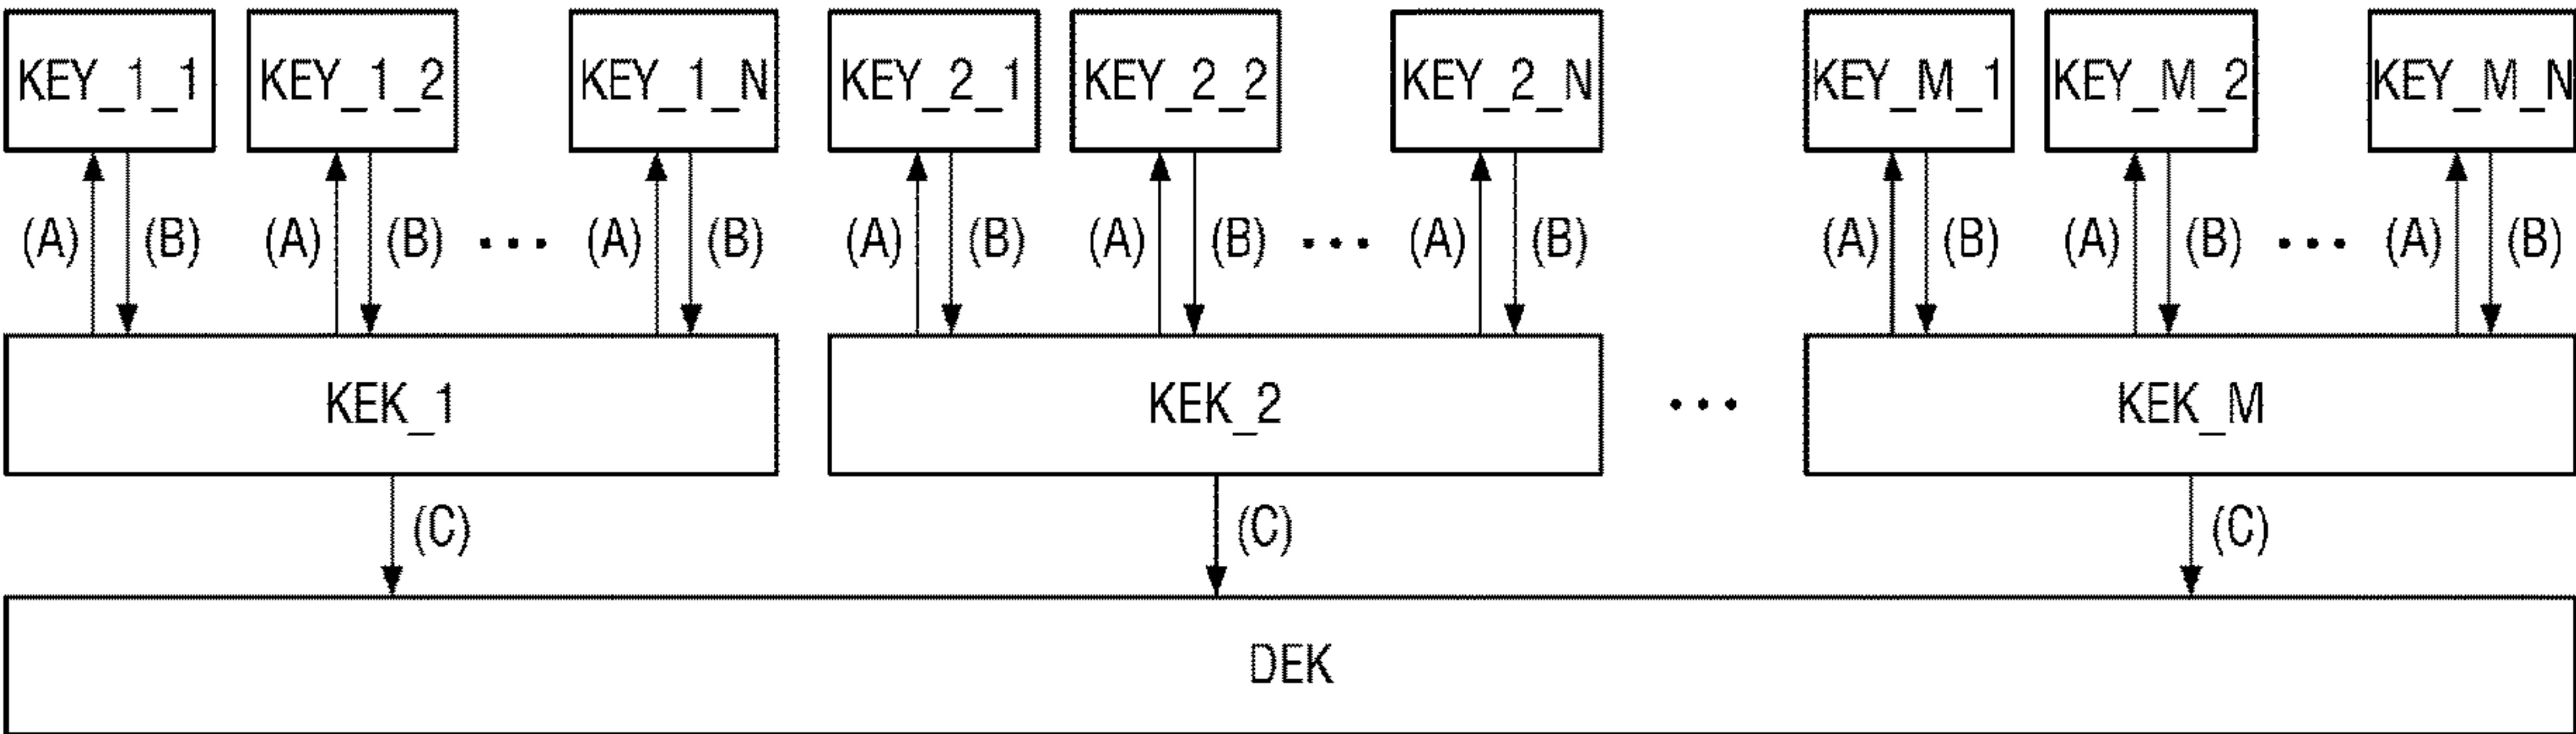 KEY_1_1 KEY_1_2 KEY_1_N KEY_2_1 KEY_2_2 KEY_2_N KEY_M_1 KEY_M_2 KEY_M_N
(A) (B) (A) (B) ... (A) (B) (A) (B) (A) (B) ... (A) (B) (A) (B) (A) (B) ... (A) (B)
KEK_1 KEK_2 ... KEK_M
(C) (C) (C)
DEK